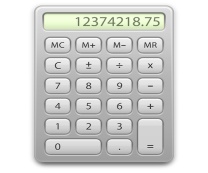 12374218.75
MC M+ M− MR
C ± ÷ x
7 8 9 −
4 5 6 +
1 2 3
0 . =